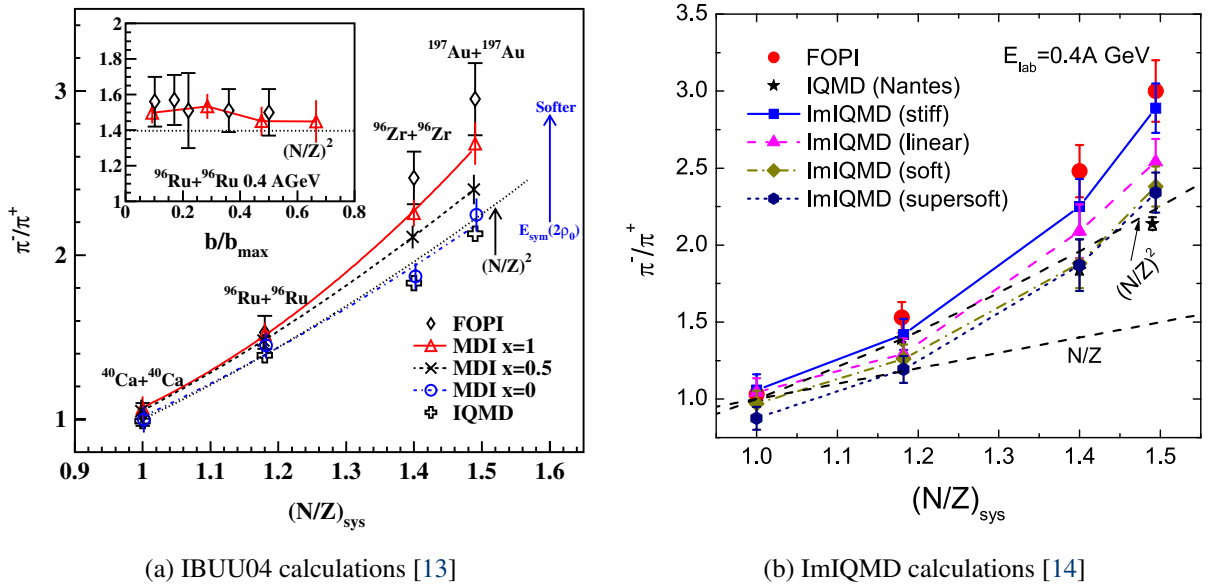 1
1.2
1.4
1.6
1.8
2
0
0.2
0.4
0.6
0.8
(N/Z)²
⁹⁶Ru+⁹⁶Ru 0.4 AGeV
b/b_max
¹⁹⁷Au+¹⁹⁷Au
⁹⁶Zr+⁹⁶Zr
⁹⁶Ru+⁹⁶Ru
⁴⁰Ca+⁴⁰Ca
Softer
E_sym(2ρ₀)
(N/Z)²
FOPI
MDI x=1
MDI x=0.5
MDI x=0
IQMD
π⁻/π⁺
3
2
1
0.9
1
1.1
1.2
1.3
1.4
1.5
1.6
(N/Z)_sys
(a) IBUU04 calculations [13]
3.5
3.0
2.5
2.0
1.5
1.0
π⁻/π⁺
E_lab=0.4A GeV
FOPI
IQMD (Nantes)
ImIQMD (stiff)
ImIQMD (linear)
ImIQMD (soft)
ImIQMD (supersoft)
(N/Z)²
N/Z
1.0
1.1
1.2
1.3
1.4
1.5
(N/Z)_sys
(b) ImIQMD calculations [14]